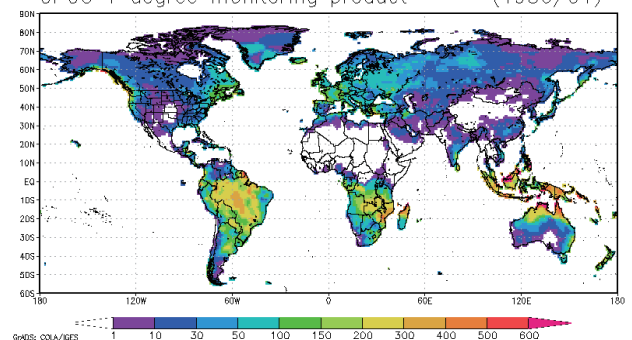 1 degree monitoring product
90N
80N
70N
60N
50N
40N
30N
20N
10N
EQ
10S
20S
30S
40S
50S
60S
180 120W 60W 0 60E 120E 180
1 10 30 50 100 150 200 300 400 500 600
GrADS: COLA/IGES